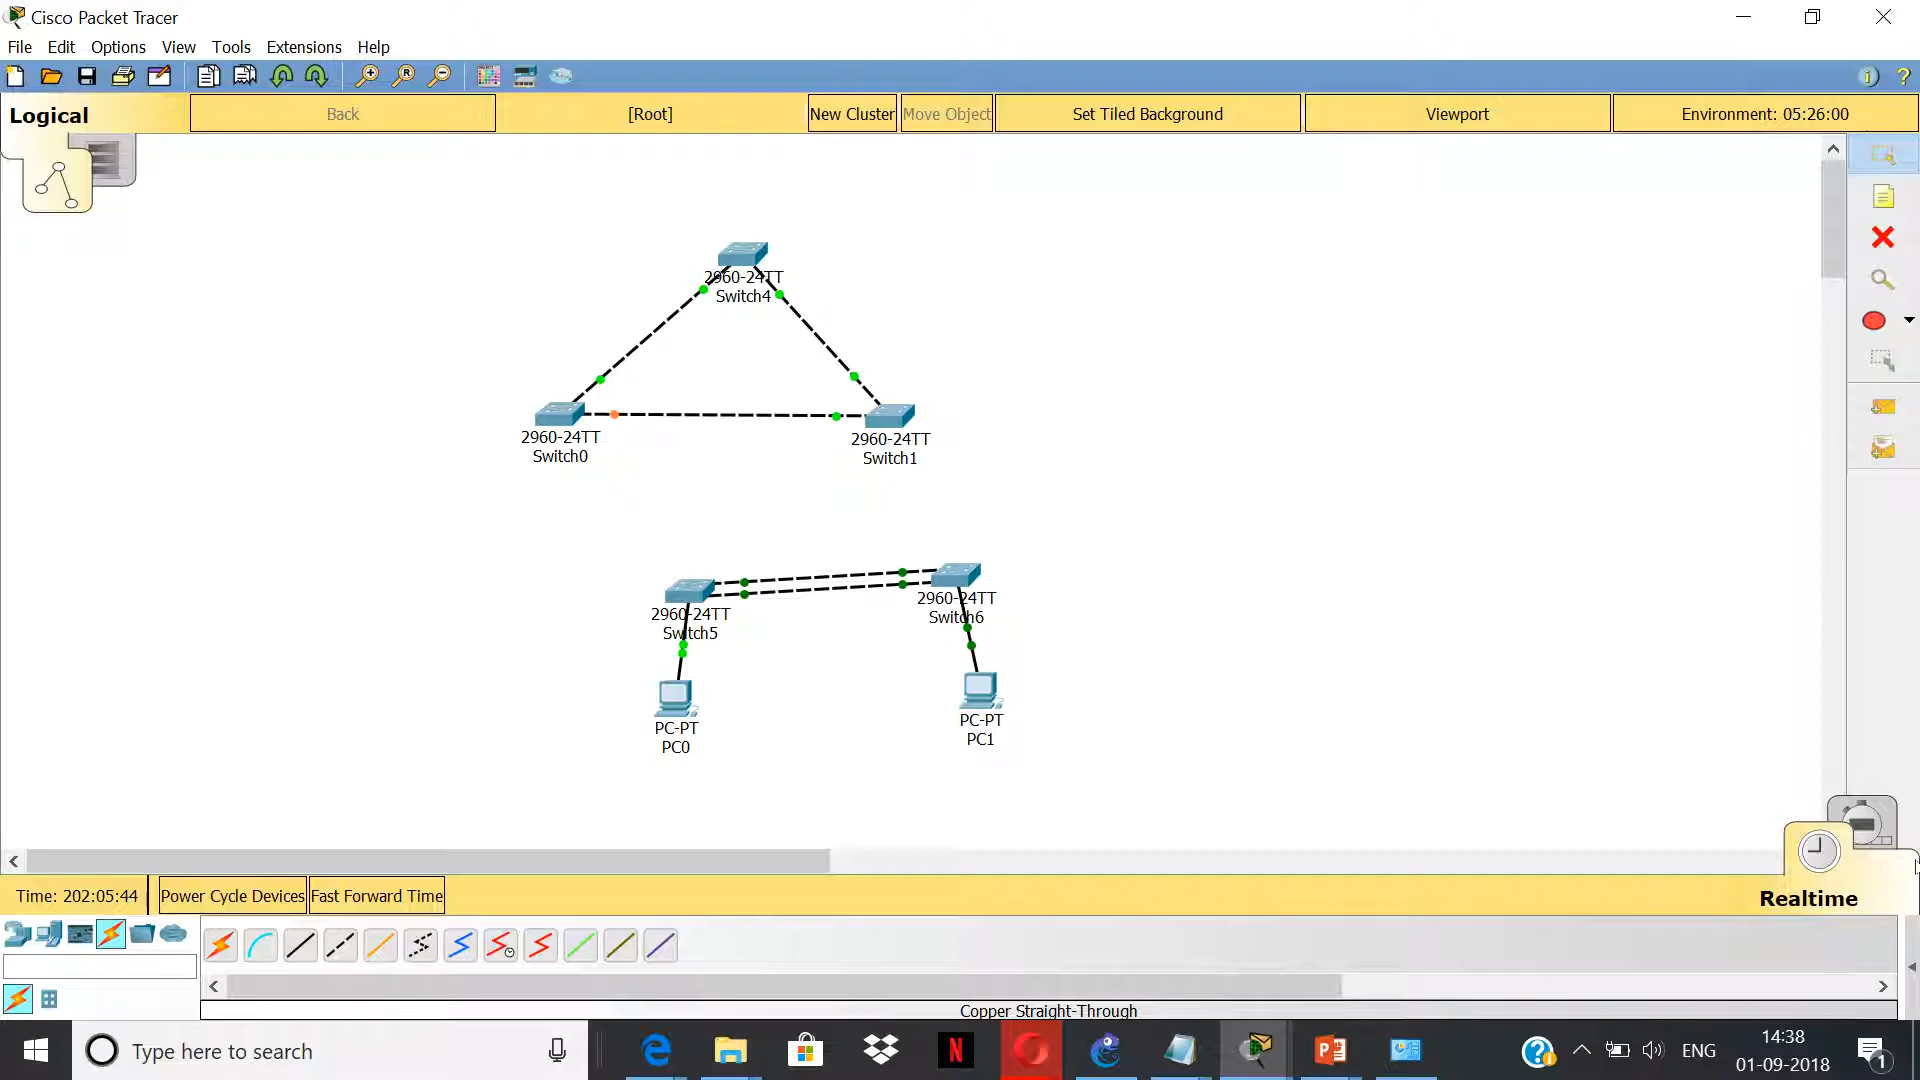 Cisco Packet Tracer
File Edit Options View Tools Extensions Help
Logical
Back
[Root]
New Cluster
Move Object
Set Tiled Background
Viewport
Environment: 05:26:00
2960-24TT
Switch4
2960-24TT
Switch0
2960-24TT
Switch1
2960-24TT
Switch5
2960-24TT
Switch6
PC-PT
PC0
PC-PT
PC1
Time: 202:05:44
Power Cycle Devices
Fast Forward Time
Realtime
Copper Straight-Through
Type here to search
ENG
14:38
01-09-2018
1